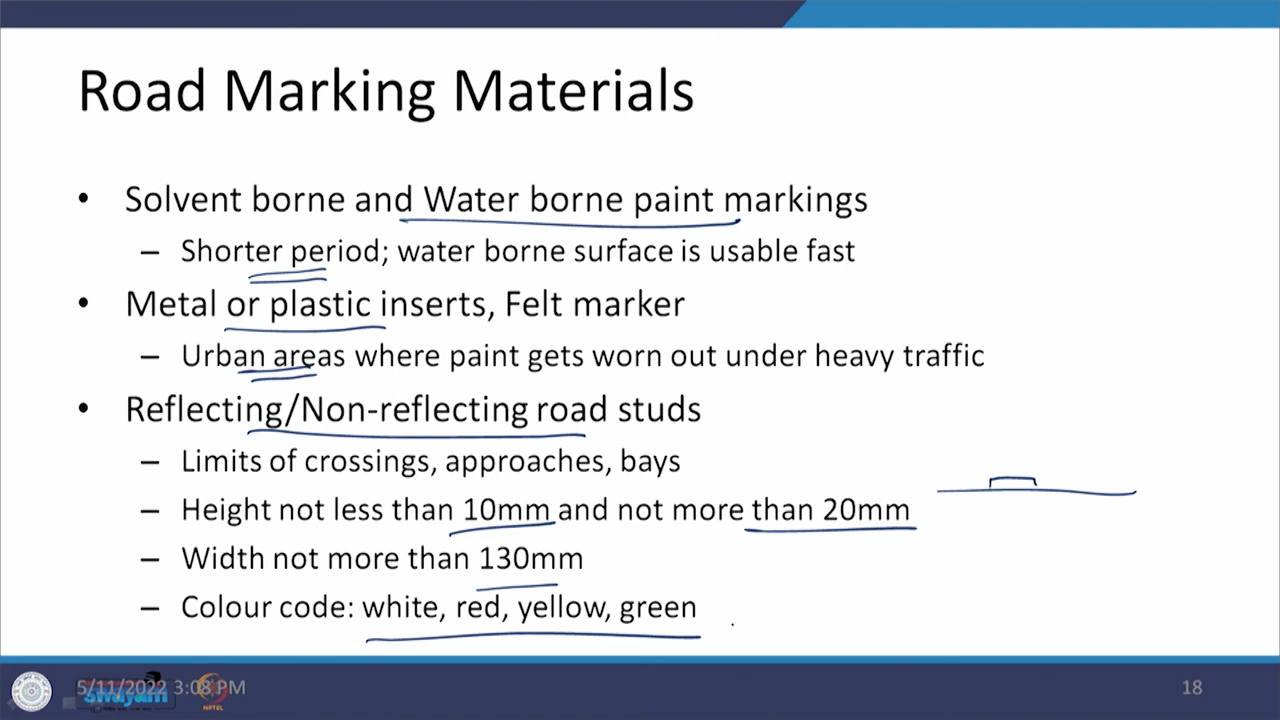 Road Marking Materials
• Solvent borne and Water borne paint markings
– Shorter period; water borne surface is usable fast
• Metal or plastic inserts, Felt marker
– Urban areas where paint gets worn out under heavy traffic
• Reflecting/Non-reflecting road studs
– Limits of crossings, approaches, bays
– Height not less than 10mm and not more than 20mm
– Width not more than 130mm
– Colour code: white, red, yellow, green
5/11/2022 3:08 PM
swayam
NPTEL
18